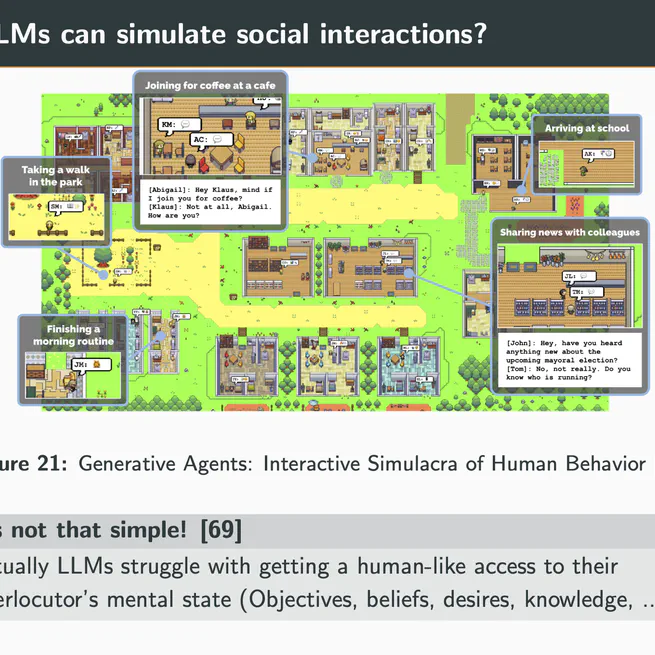 LMs can simulate social interactions?
Joining for coffee at a cafe
KM:
AC:
[Abigail]: Hey Klaus, mind if
I join you for coffee?
[Klaus]: Not at all, Abigail.
How are you?
Taking a walk
in the park
SM:
Arriving at school
AK:
Sharing news with colleagues
JL:
TM:
[John]: Hey, have you heard
anything new about the
upcoming mayoral election?
[Tom]: No, not really. Do you
know who is running?
Finishing a
morning routine
JM:
ure 21: Generative Agents: Interactive Simulacra of Human Behavior
s not that simple! [69]
tually LLMs struggle with getting a human-like access to their
erlocutor's mental state (Objectives, beliefs, desires, knowledge, ..